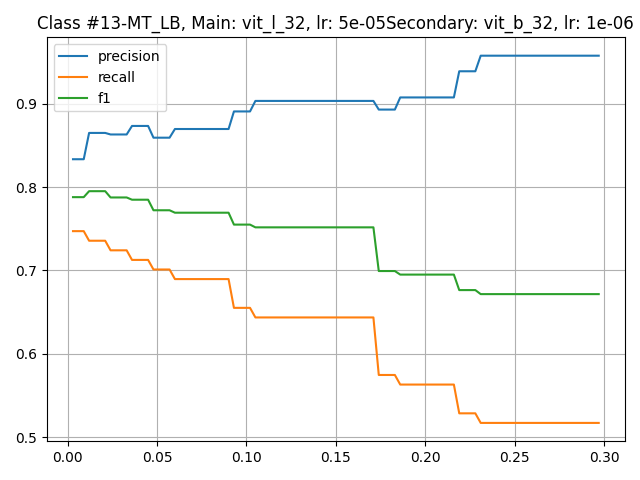 Class #13-MT_LB, Main: vit_l_32, lr: 5e-05Secondary: vit_b_32, lr: 1e-06
precision
recall
f1
0.9
0.8
0.7
0.6
0.5
0.00 0.05 0.10 0.15 0.20 0.25 0.30